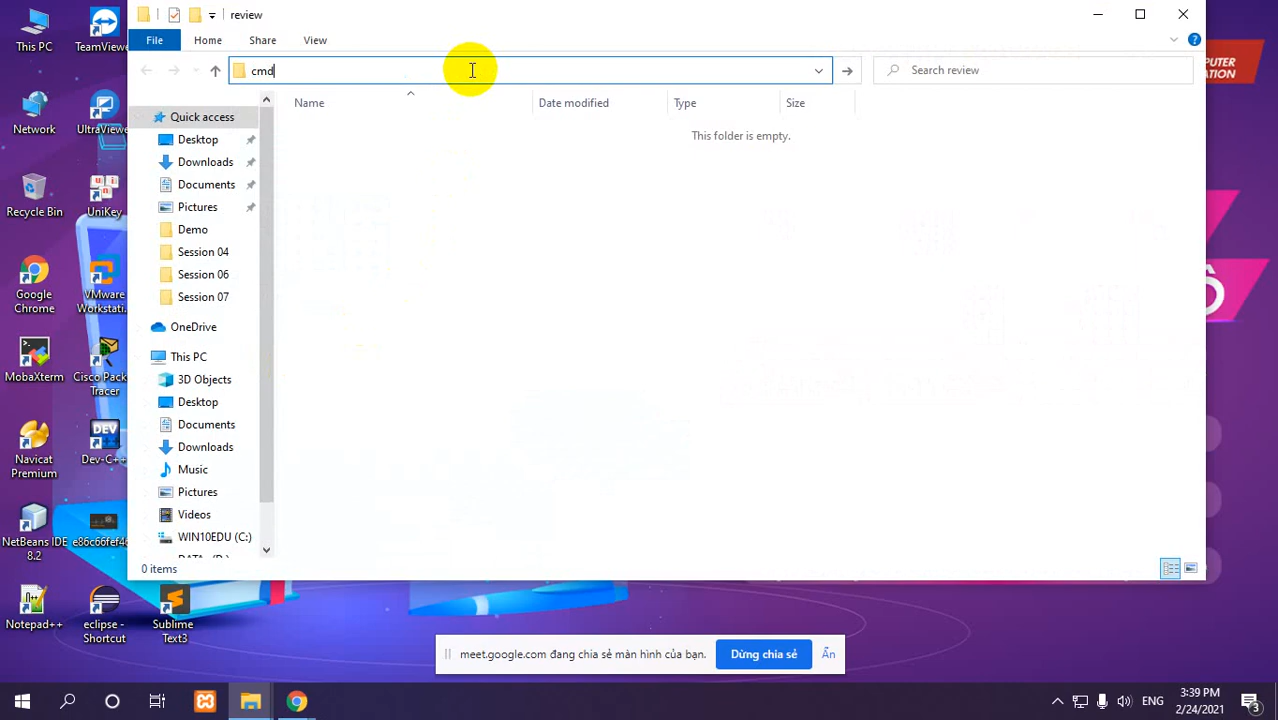 review
File
Home
Share
View
cmd
Search review
Name
Date modified
Type
Size
This folder is empty.
Quick access
Desktop
Downloads
Documents
Pictures
Demo
Session 04
Session 06
Session 07
OneDrive
This PC
3D Objects
Desktop
Documents
Downloads
Music
Pictures
Videos
WIN10EDU (C:)
0 items
This PC
TeamViewer
Network
UltraViewer
Recycle Bin
UniKey
Google
Chrome
VMware
Workstati...
MobaXterm
Cisco Pack
Tracer
Navicat
Premium
Dev-C++
NetBeans IDE
8.2
e86c66fef46
Notepad++
eclipse -
Shortcut
Sublime
Text3
meet.google.com đang chia sẻ màn hình của bạn.
Dừng chia sẻ
Ẩn
ENG
3:39 PM
2/24/2021
3